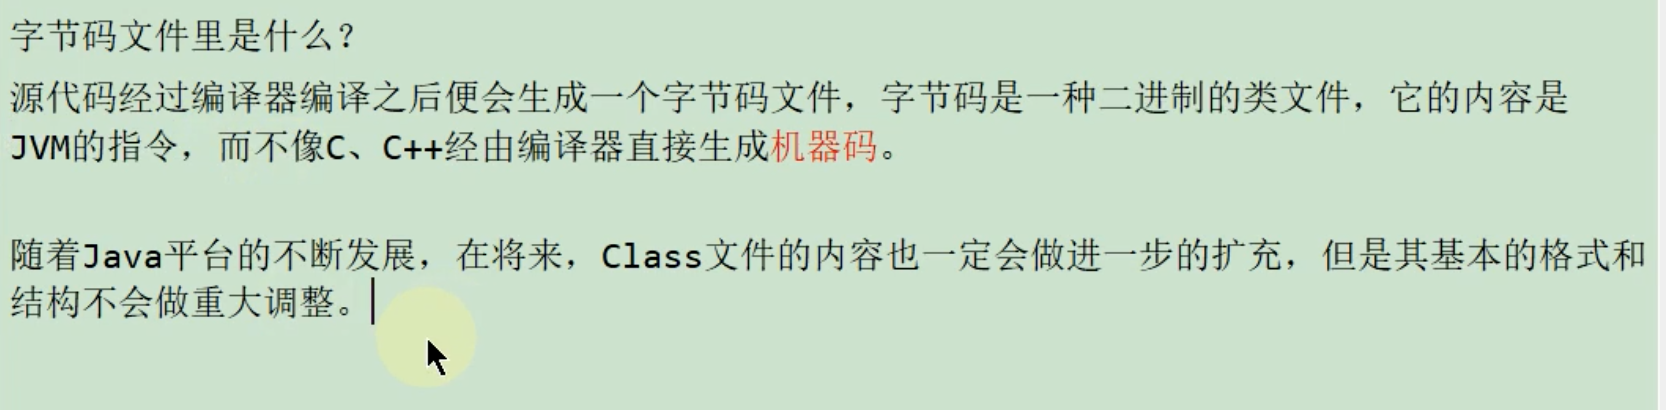 字节码文件里是什么？
源代码经过编译器编译之后便会生成一个字节码文件，字节码是一种二进制的类文件，它的内容是
JVM的指令，而不像C、C++经由编译器直接生成机器码。
随着Java平台的不断发展，在将来，Class文件的内容也一定会做进一步的扩充，但是其基本的格式和
结构不会做重大调整。